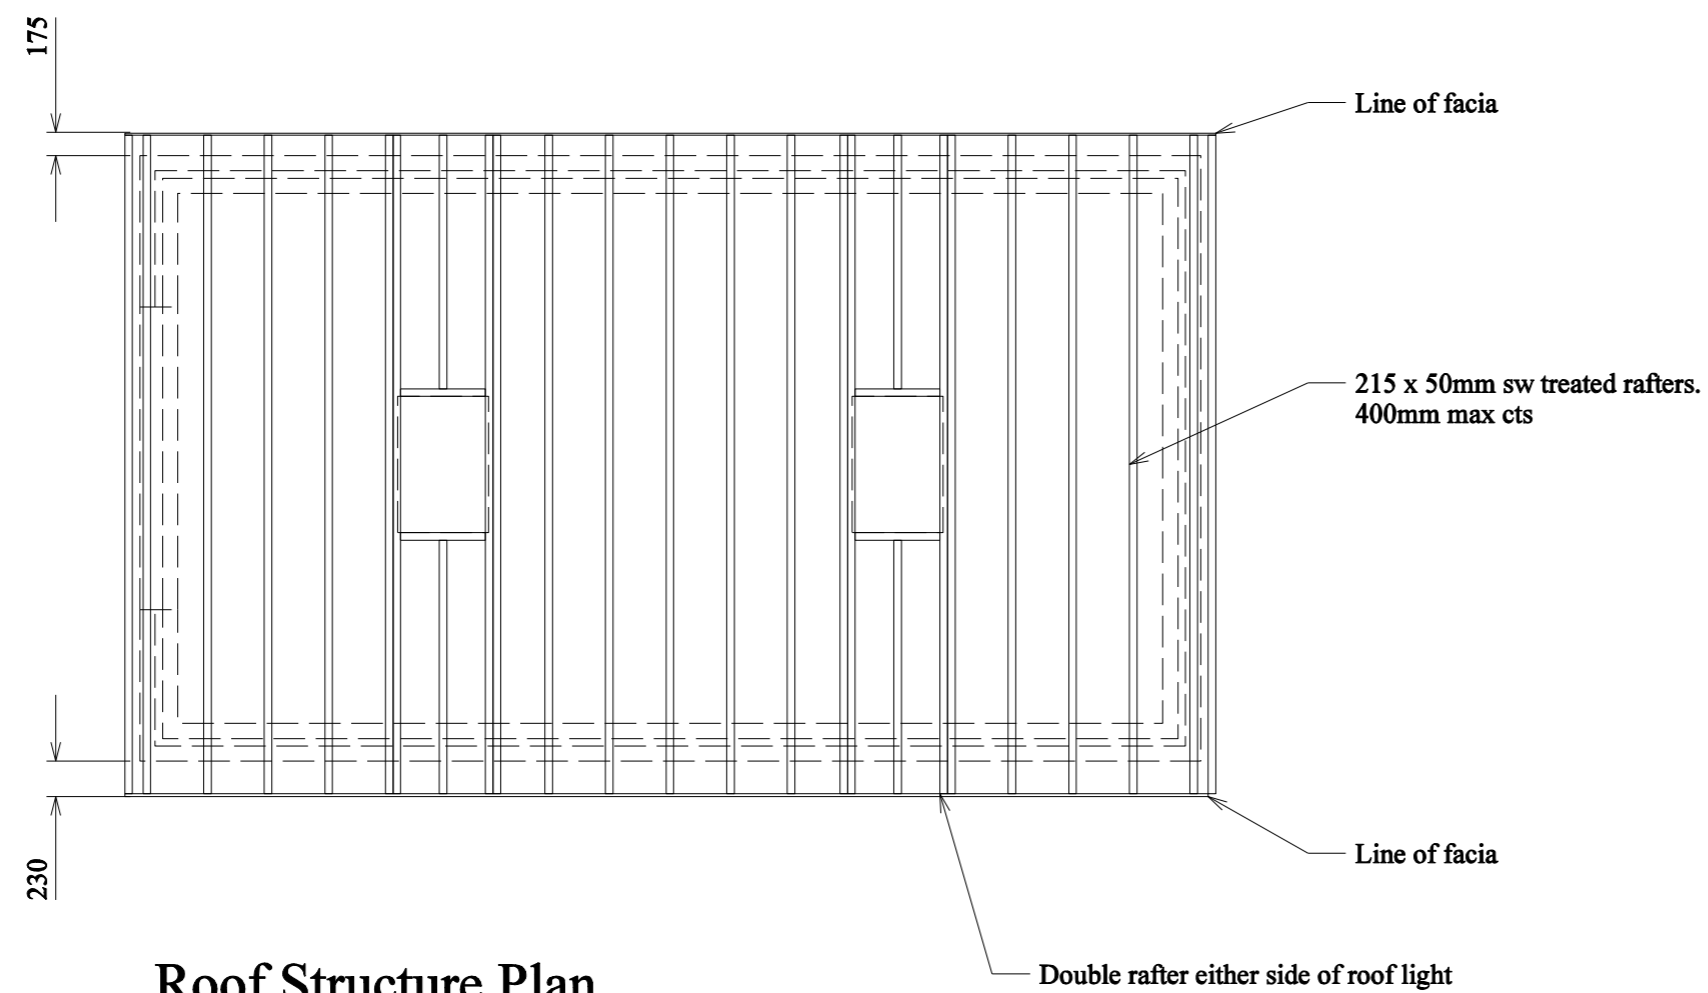 175
Line of facia
215 x 50mm sw treated rafters.
400mm max cts
230
Line of facia
Double rafter either side of roof light
Roof Structure Plan